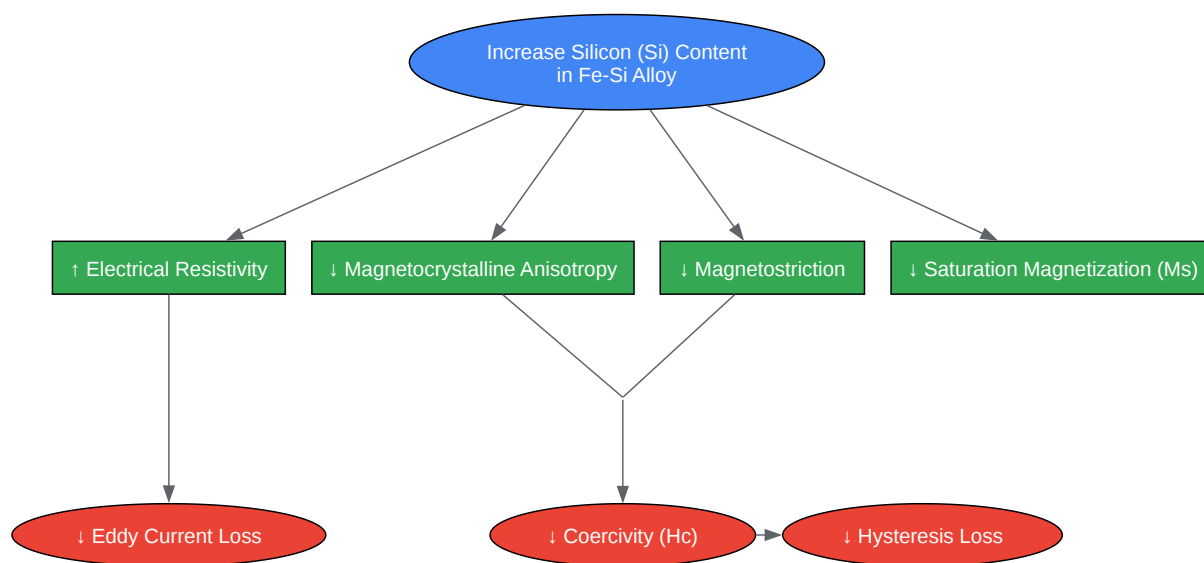 Increase Silicon (Si) Content
in Fe-Si Alloy
↑ Electrical Resistivity
↓ Magnetocrystalline Anisotropy
↓ Magnetostriction
↓ Saturation Magnetization (Ms)
↓ Eddy Current Loss
↓ Coercivity (Hc)
↓ Hysteresis Loss